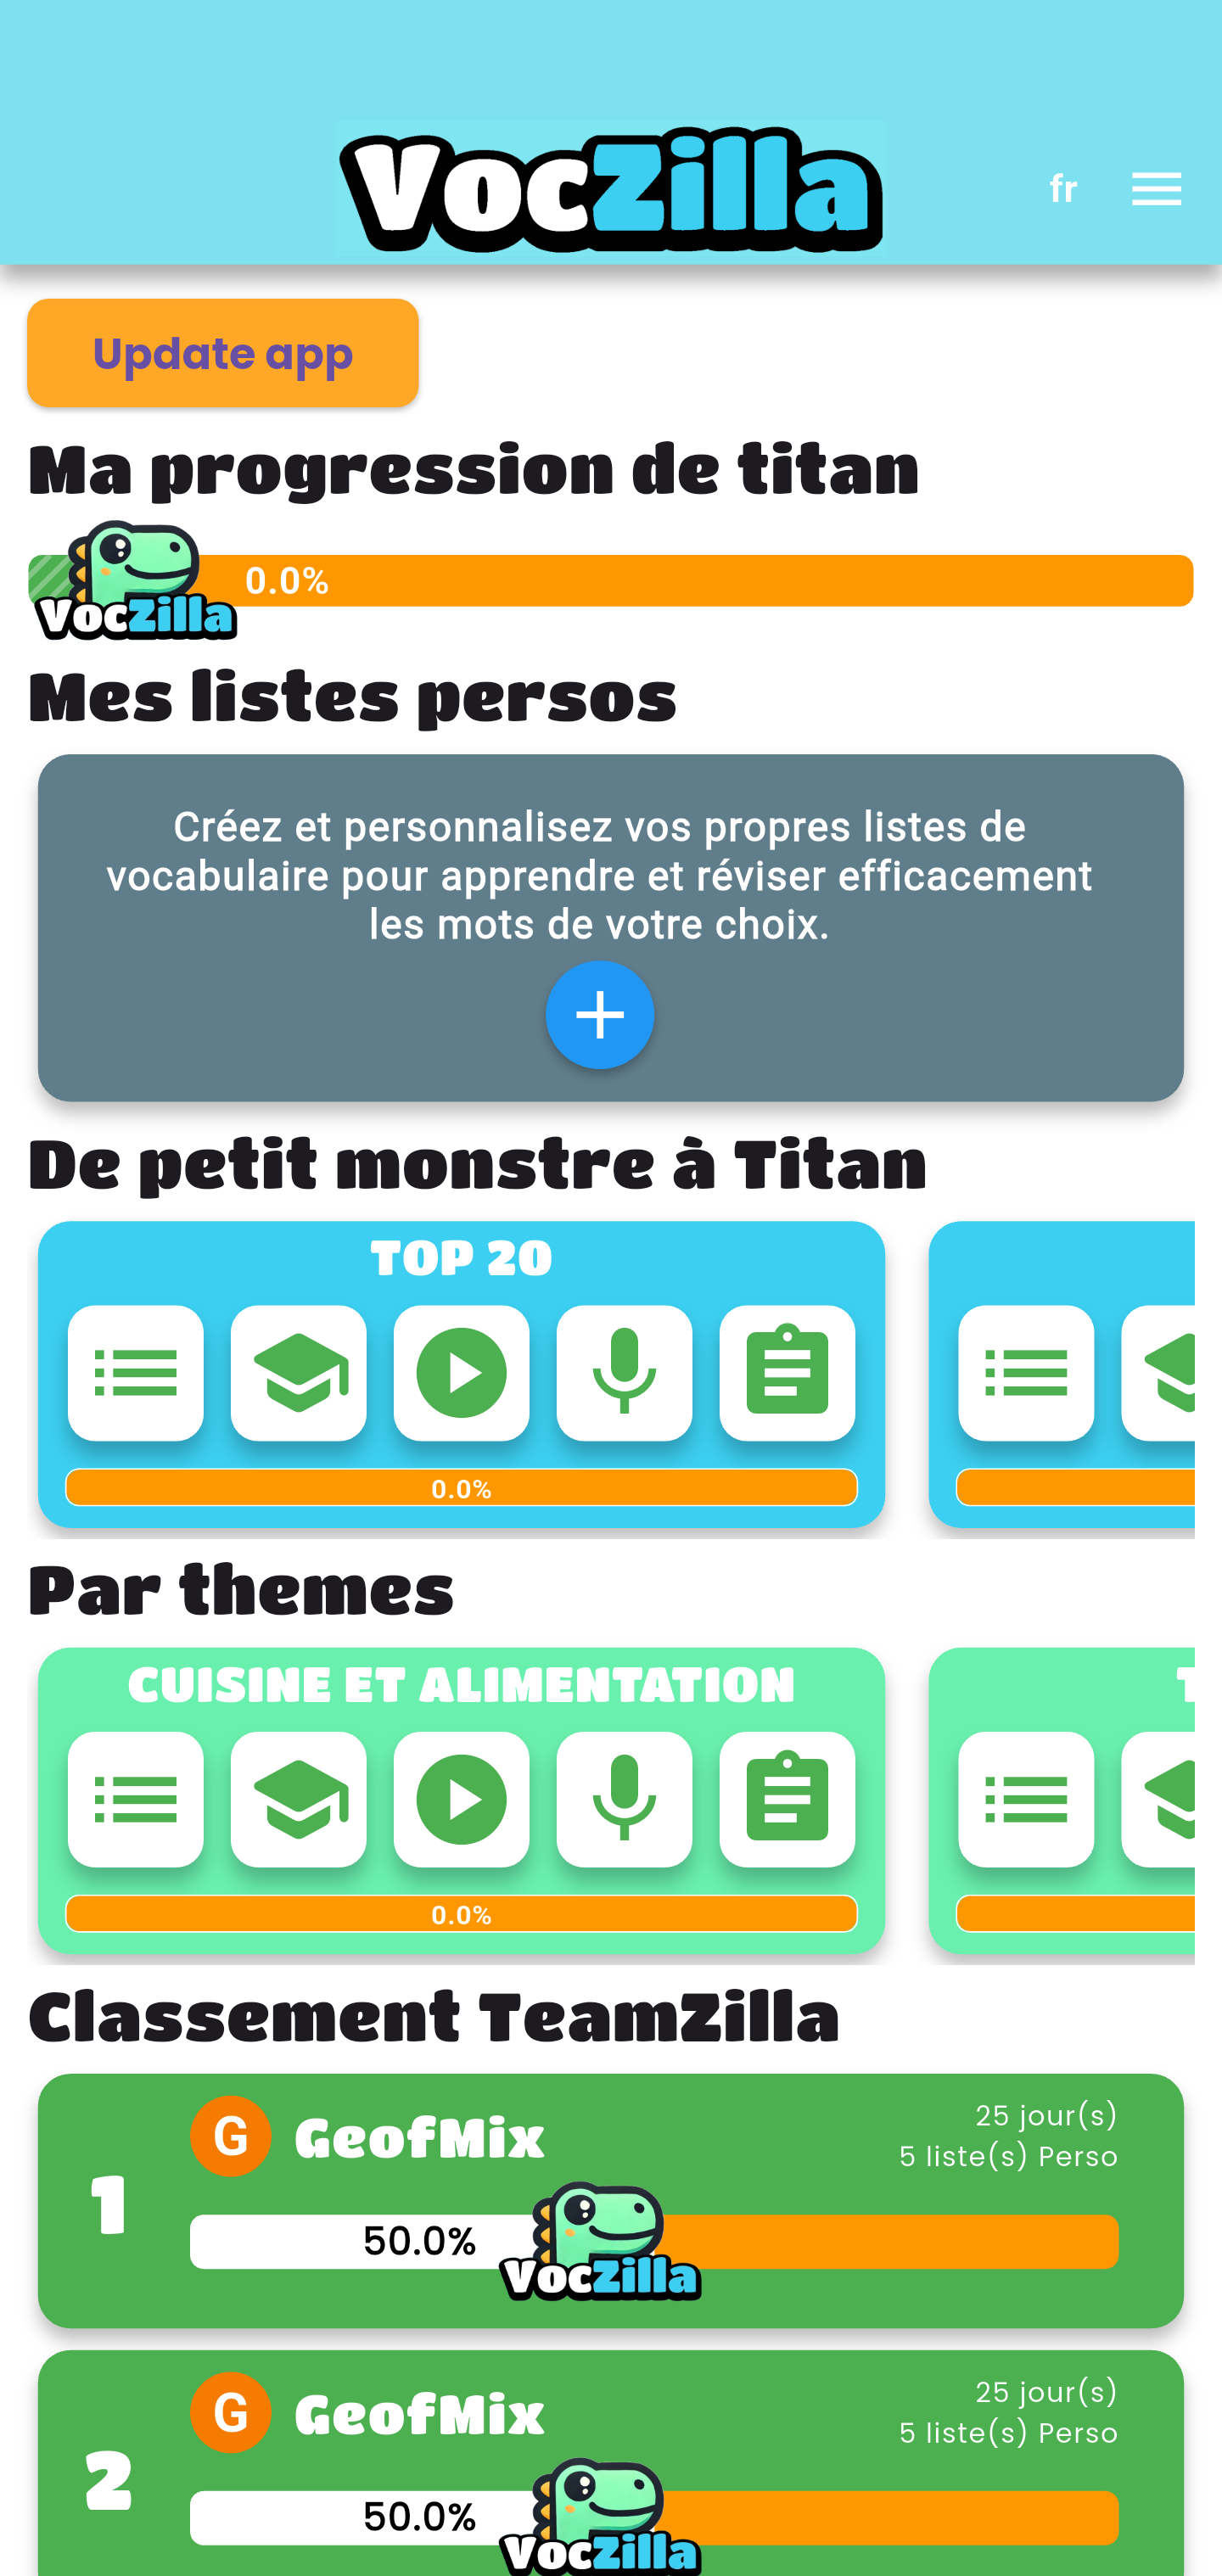 VocZilla
fr
Update app
Ma progression de titan
0.0%
VocZilla
Mes listes persos
Créez et personnalisez vos propres listes de
vocabulaire pour apprendre et réviser efficacement
les mots de votre choix.
De petit monstre à Titan
TOP 20
0.0%
Par themes
CUISINE ET ALIMENTATION
T
0.0%
Classement TeamZilla
1
G
GeofMix
25 jour(s)
5 liste(s) Perso
50.0%
VocZilla
2
G
GeofMix
25 jour(s)
5 liste(s) Perso
50.0%
VocZilla